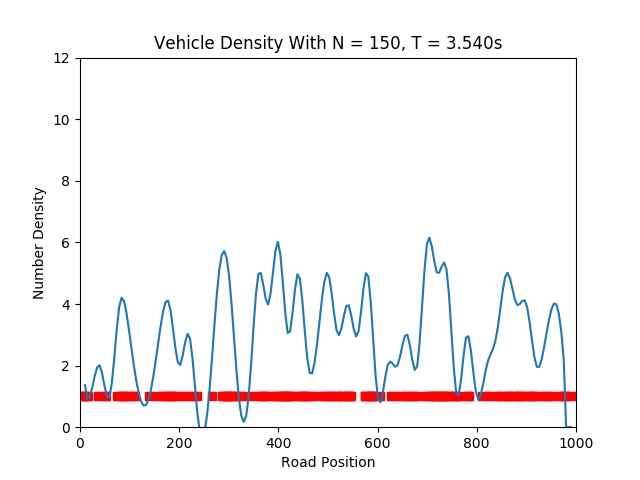 Vehicle Density With N = 150, T = 3.540s
12
10
8
6
4
2
0
Number Density
0 200 400 600 800 1000
Road Position